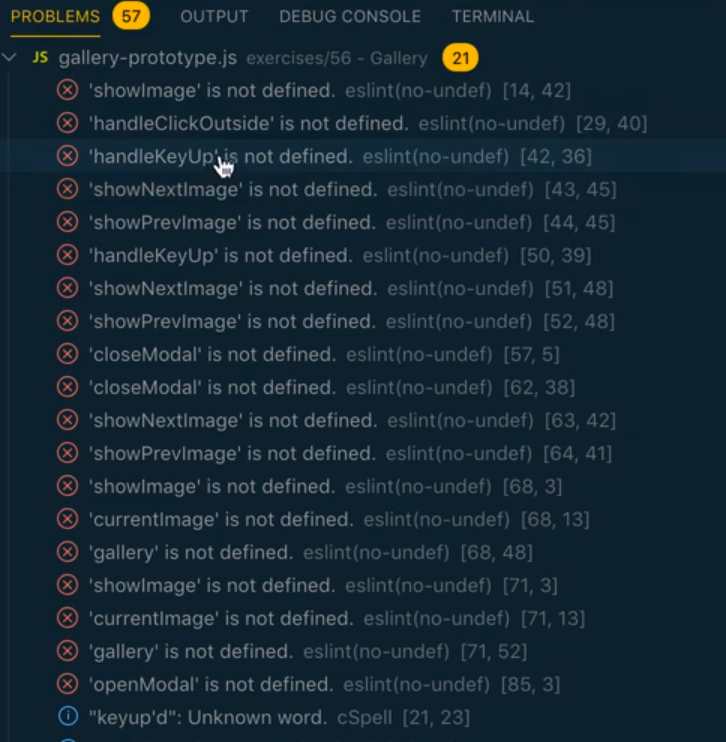 PROBLEMS 57 OUTPUT DEBUG CONSOLE TERMINAL
JS gallery-prototype.js exercises/56 - Gallery 21
'showImage' is not defined. eslint(no-undef) [14, 42]
'handleClickOutside' is not defined. eslint(no-undef) [29, 40]
'handleKeyUp' is not defined. eslint(no-undef) [42, 36]
'showNextImage' is not defined. eslint(no-undef) [43, 45]
'showPrevImage' is not defined. eslint(no-undef) [44, 45]
'handleKeyUp' is not defined. eslint(no-undef) [50, 39]
'showNextImage' is not defined. eslint(no-undef) [51, 48]
'showPrevImage' is not defined. eslint(no-undef) [52, 48]
'closeModal' is not defined. eslint(no-undef) [57, 5]
'closeModal' is not defined. eslint(no-undef) [62, 38]
'showNextImage' is not defined. eslint(no-undef) [63, 42]
'showPrevImage' is not defined. eslint(no-undef) [64, 41]
'showImage' is not defined. eslint(no-undef) [68, 3]
'currentImage' is not defined. eslint(no-undef) [68, 13]
'gallery' is not defined. eslint(no-undef) [68, 48]
'showImage' is not defined. eslint(no-undef) [71, 3]
'currentImage' is not defined. eslint(no-undef) [71, 13]
'gallery' is not defined. eslint(no-undef) [71, 52]
'openModal' is not defined. eslint(no-undef) [85, 3]
"keyup'd": Unknown word. cSpell [21, 23]